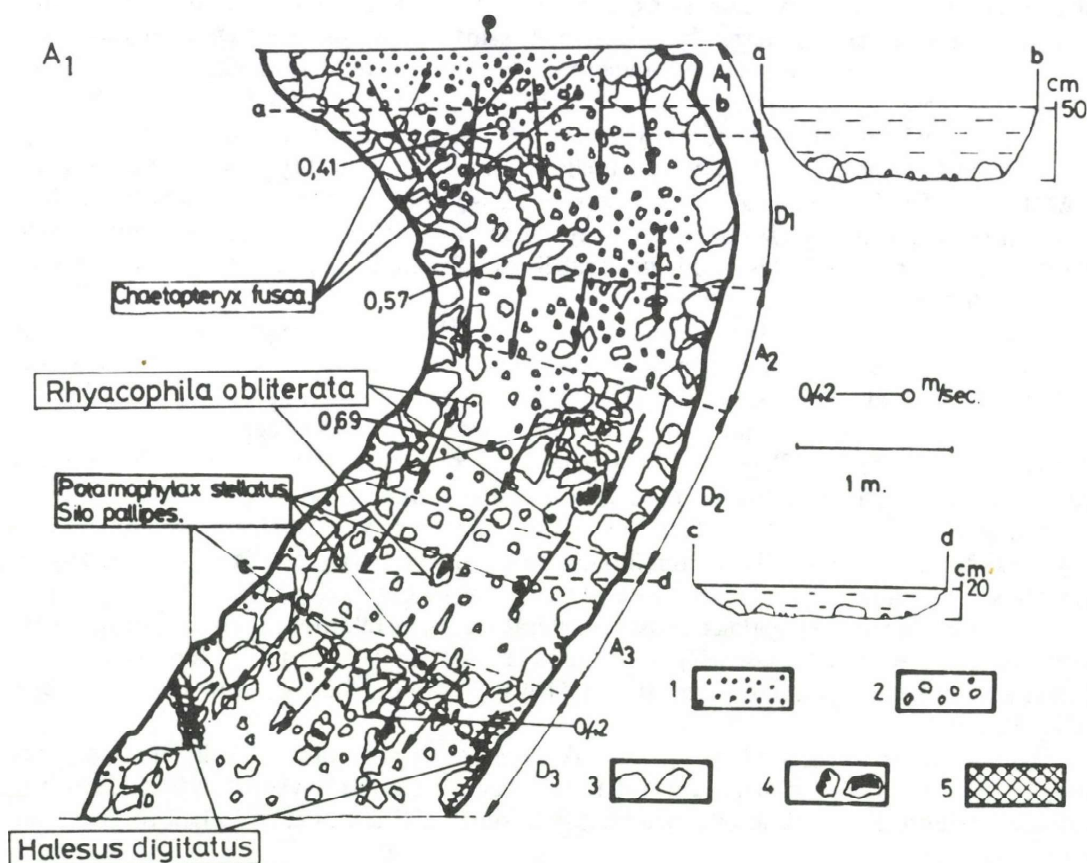 A1
a
b
cm
50
A1
a
b
0,41
D1
Chaetopteryx fusca.
0,57
A2
Rhyacophila obliterata
0,69
0,42 m/sec.
1 m.
Potamophylax stellatus.
Silo pallipes.
D2
c
d
cm
20
c
d
A3
1
2
0,42
D3
3
4
5
Halesus digitatus